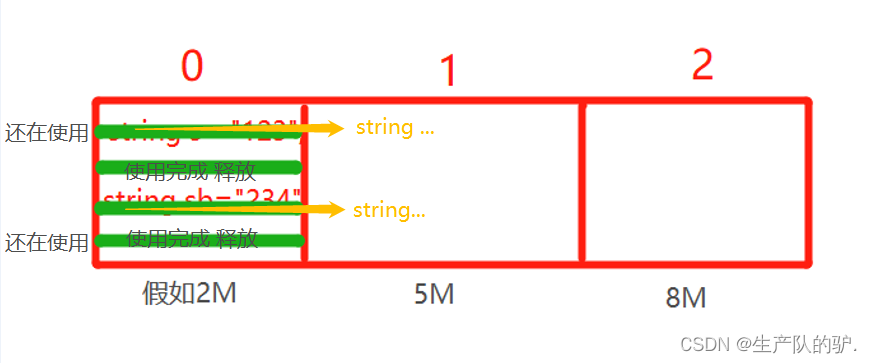 0 1 2
还在使用
string s="123";
string ...
使用完成 释放
string sb="234"
string...
还在使用
使用完成 释放
假如2M 5M 8M
CSDN @生产队的驴.